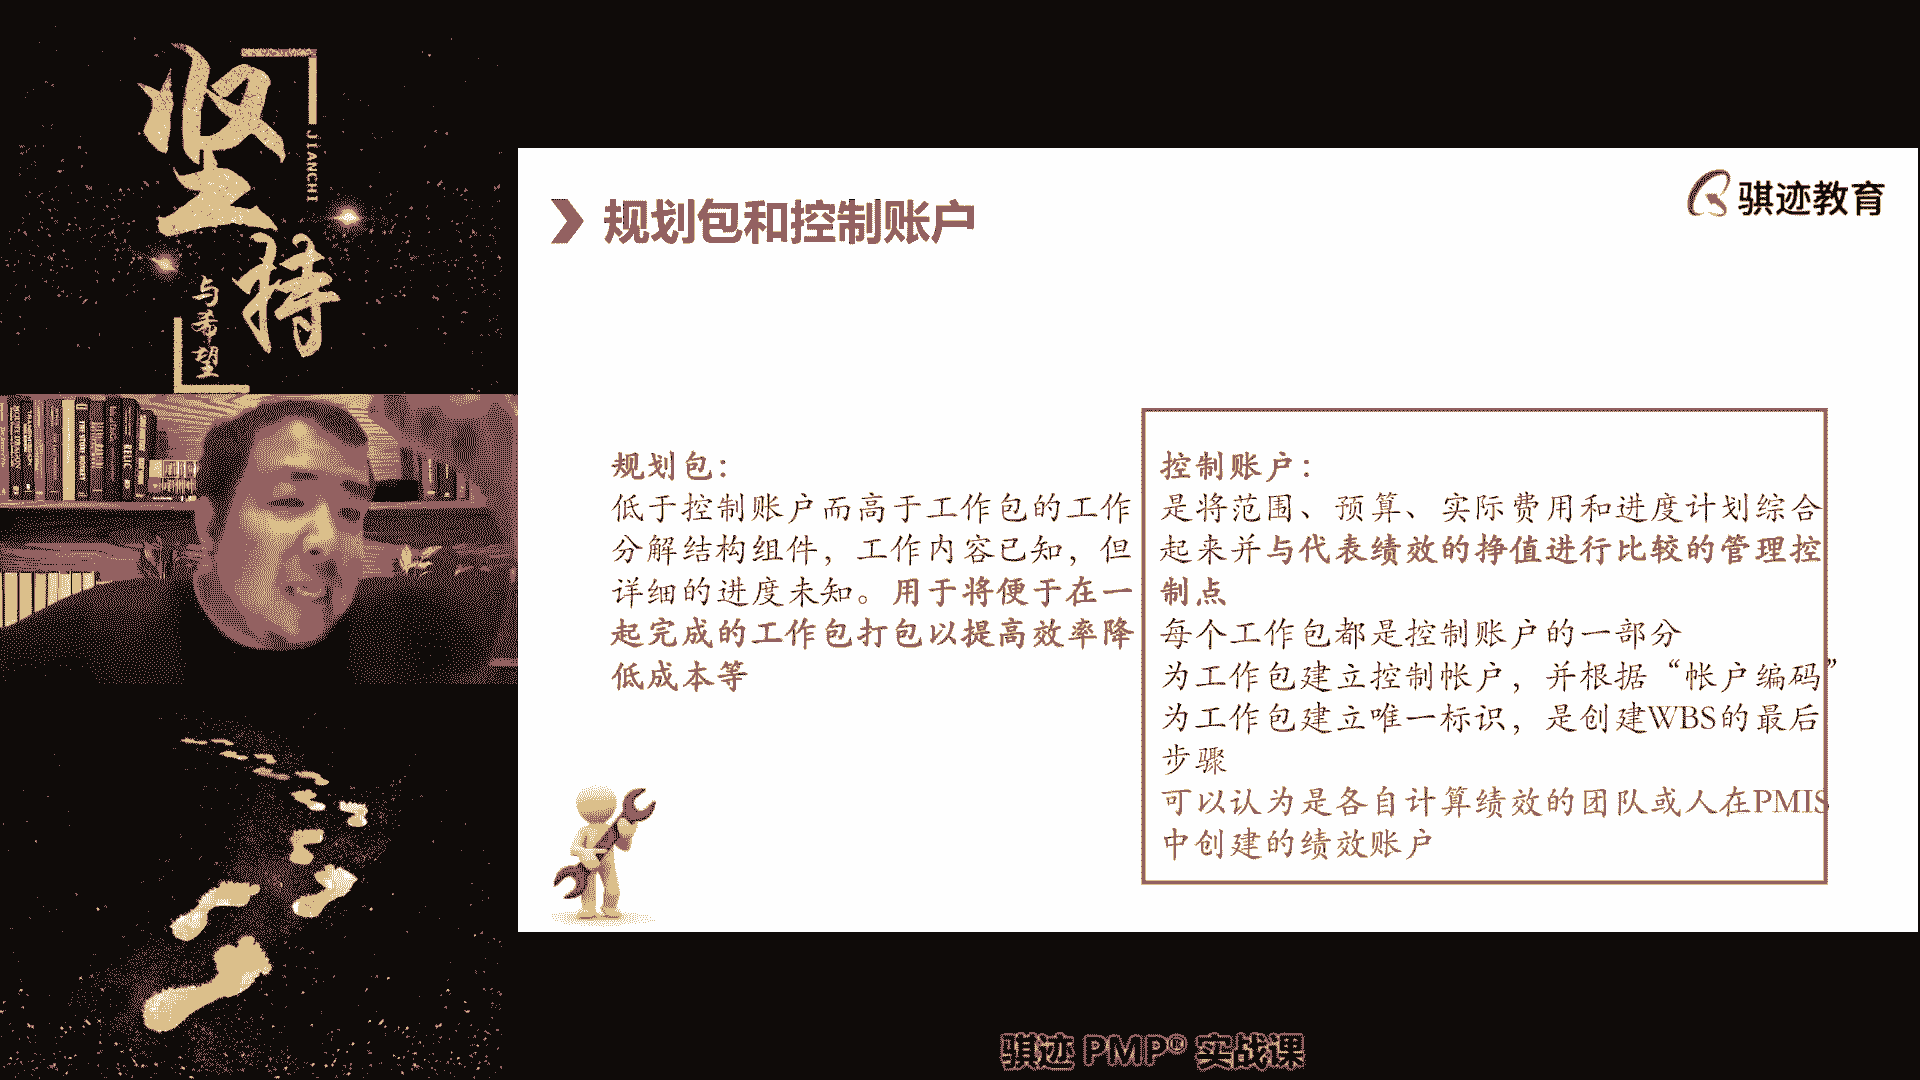 坚持
JIANCHI
与希望
骐迹教育
规划包和控制账户
规划包：
低于控制账户而高于工作包的工作
分解结构组件，工作内容已知，但
详细的进度未知。用于将便于在一
起完成的工作包打包以提高效率降
低成本等
控制账户：
是将范围、预算、实际费用和进度计划综合
起来并与代表绩效的挣值进行比较的管理控
制点
每个工作包都是控制账户的一部分
为工作包建立控制帐户，并根据“帐户编码”
为工作包建立唯一标识，是创建WBS的最后
步骤
可以认为是各自计算绩效的团队或人在PMIS
中创建的绩效账户
骐迹 PMP® 实战课